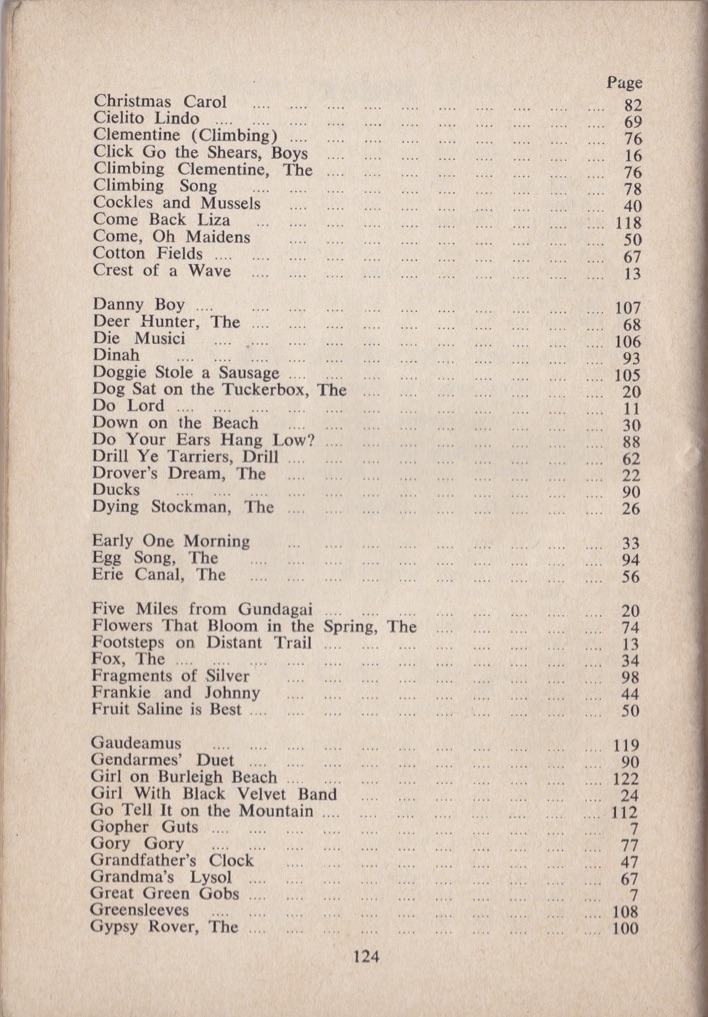 Page
Christmas Carol .... .... .... .... .... .... .... .... .... .... 82
Cielito Lindo .... .... .... .... .... .... .... .... .... .... .... 69
Clementine (Climbing) .... .... .... .... .... .... .... .... .... 76
Click Go the Shears, Boys .... .... .... .... .... .... .... .... 16
Climbing Clementine, The .... .... .... .... .... .... .... .... 76
Climbing Song .... .... .... .... .... .... .... .... .... .... 78
Cockles and Mussels .... .... .... .... .... .... .... .... .... 40
Come Back Liza ... .... .... .... .... .... .... .... .... .... 118
Come, Oh Maidens .... .... .... .... .... .... .... .... .... 50
Cotton Fields .... .... .... .... .... .... .... .... .... .... .... 67
Crest of a Wave .... .... .... .... .... .... .... .... .... .... 13
Danny Boy .... .... .... .... .... .... .... .... .... .... .... 107
Deer Hunter, The .... .... .... .... .... .... .... .... .... .... 68
Die Musici .... .... .... .... .... .... .... .... .... .... .... 106
Dinah .... .... .... .... .... .... .... .... .... .... .... .... 93
Doggie Stole a Sausage .... .... .... .... .... .... .... .... .... 105
Dog Sat on the Tuckerbox, The .... .... .... .... .... .... .... 20
Do Lord .... .... .... .... .... .... .... .... .... .... .... .... 11
Down on the Beach .... .... .... .... .... .... .... .... .... 30
Do Your Ears Hang Low? .... .... .... .... .... .... .... .... 88
Drill Ye Tarriers, Drill .... .... .... .... .... .... .... .... .... 62
Drover's Dream, The .... .... .... .... .... .... .... .... .... 22
Ducks .... .... .... .... .... .... .... .... .... .... .... .... 90
Dying Stockman, The .... .... .... .... .... .... .... .... .... 26
Early One Morning ... .... .... .... .... .... .... .... .... 33
Egg Song, The .... .... .... .... .... .... .... .... .... .... 94
Erie Canal, The .... .... .... .... .... .... .... .... .... .... 56
Five Miles from Gundagai .... .... .... .... .... .... .... .... 20
Flowers That Bloom in the Spring, The .... .... .... .... .... 74
Footsteps on Distant Trail .... .... .... .... .... .... .... .... 13
Fox, The .... .... .... .... .... .... .... .... .... .... .... .... 34
Fragments of Silver .... .... .... .... .... .... .... .... .... 98
Frankie and Johnny .... .... .... .... .... .... .... .... .... 44
Fruit Saline is Best .... .... .... .... .... .... .... .... .... .... 50
Gaudeamus .... .... .... .... .... .... .... .... .... .... .... 119
Gendarmes' Duet .... .... .... .... .... .... .... .... .... .... 90
Girl on Burleigh Beach .... .... .... .... .... .... .... .... .... 122
Girl With Black Velvet Band .... .... .... .... .... .... .... 24
Go Tell It on the Mountain .... .... .... .... .... .... .... .... 112
Gopher Guts .... .... .... .... .... .... .... .... .... .... .... 7
Gory Gory .... .... .... .... .... .... .... .... .... .... .... 77
Grandfather's Clock .... .... .... .... .... .... .... .... .... 47
Grandma's Lysol .... .... .... .... .... .... .... .... .... .... 67
Great Green Gobs .... .... .... .... .... .... .... .... .... .... 7
Greensleeves .... .... .... .... .... .... .... .... .... .... .... 108
Gypsy Rover, The .... .... .... .... .... .... .... .... .... .... 100
124